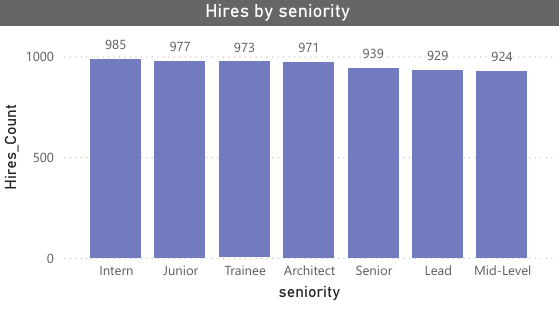 Hires by seniority
Hires_Count
1000
500
0
985 977 973 971 939 929 924
Intern Junior Trainee Architect Senior Lead Mid-Level
seniority